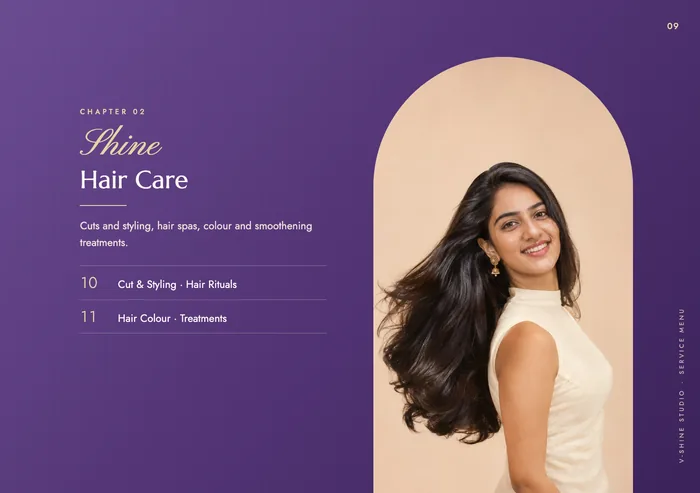 09
CHAPTER 02
Shine
Hair Care
Cuts and styling, hair spas, colour and smoothening
treatments.
10 Cut & Styling · Hair Rituals
11 Hair Colour · Treatments
V-SHINE STUDIO · SERVICE MENU